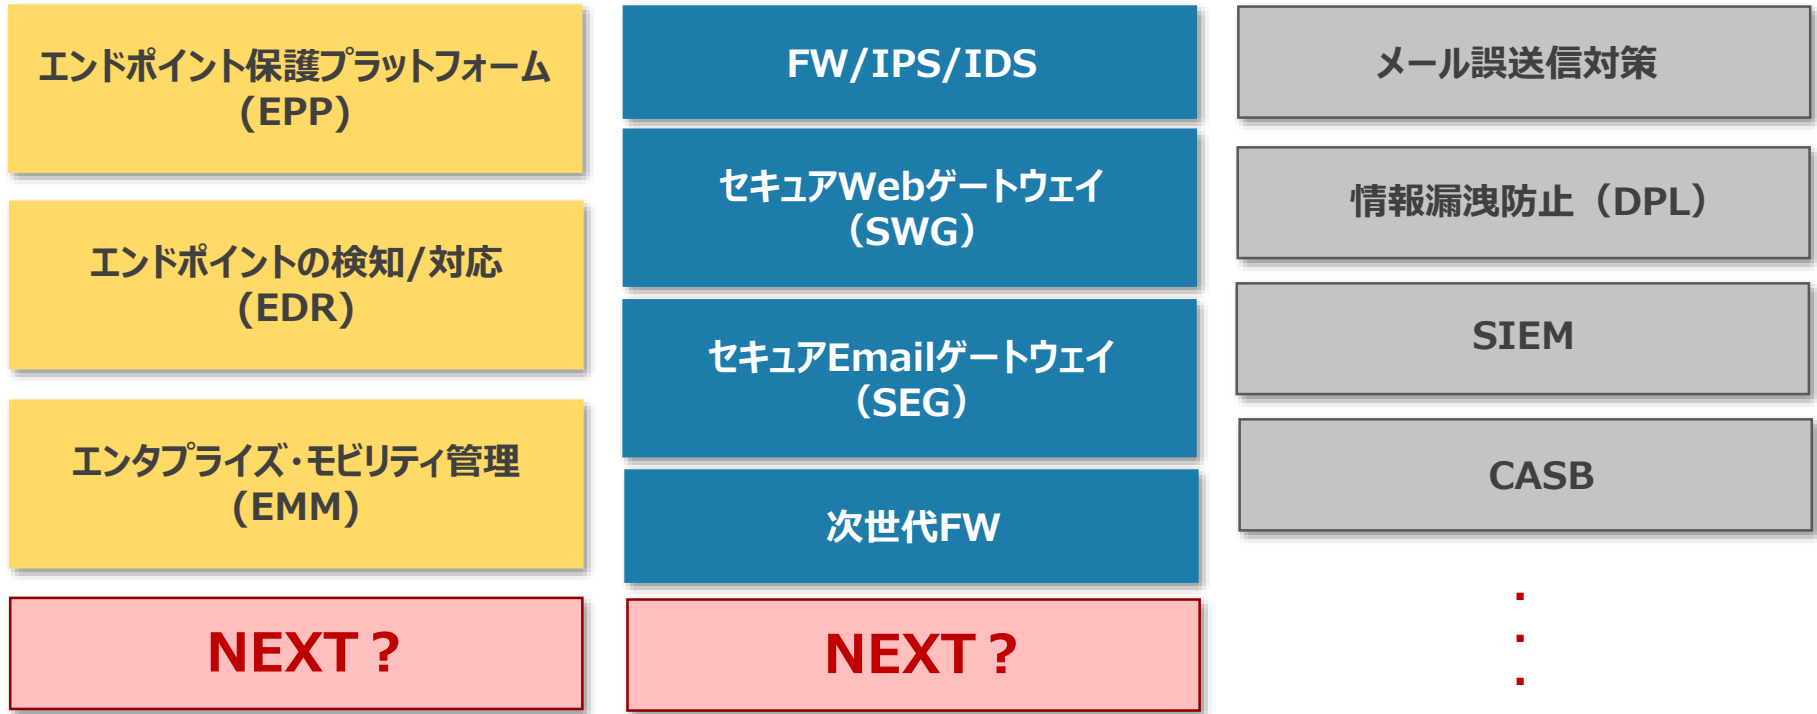 エンドポイント保護プラットフォーム
(EPP)
エンドポイントの検知/対応
(EDR)
エンタプライズ・モビリティ管理
(EMM)
NEXT？
FW/IPS/IDS
セキュアWebゲートウェイ
（SWG）
セキュアEmailゲートウェイ
（SEG）
次世代FW
NEXT？
メール誤送信対策
情報漏洩防止（DPL）
SIEM
CASB
.
.
.